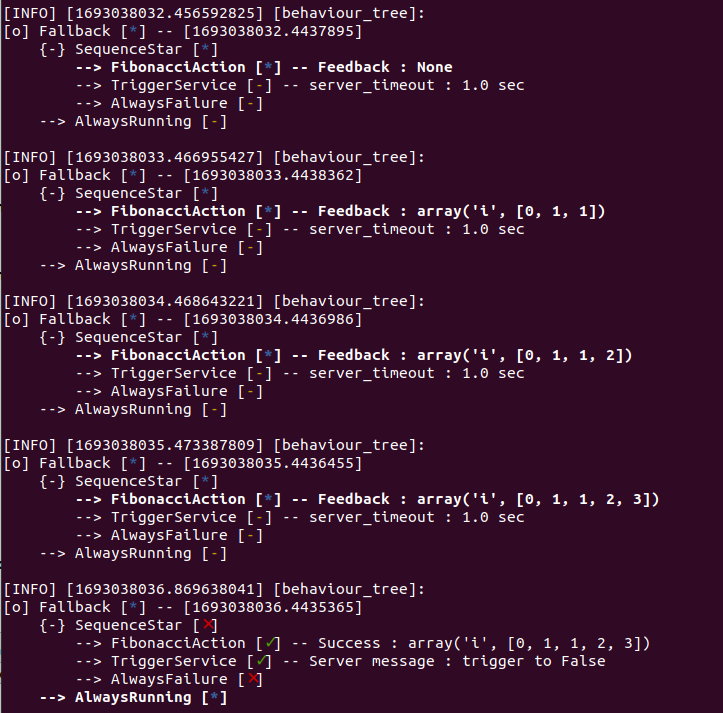 [INFO] [1693038032.456592825] [behaviour_tree]:
[o] Fallback [*] -- [1693038032.4437895]
    {-} SequenceStar [*]
        --> FibonacciAction [*] -- Feedback : None
        --> TriggerService [-] -- server_timeout : 1.0 sec
        --> AlwaysFailure [-]
    --> AlwaysRunning [-]

[INFO] [1693038033.466955427] [behaviour_tree]:
[o] Fallback [*] -- [1693038033.4438362]
    {-} SequenceStar [*]
        --> FibonacciAction [*] -- Feedback : array('i', [0, 1, 1])
        --> TriggerService [-] -- server_timeout : 1.0 sec
        --> AlwaysFailure [-]
    --> AlwaysRunning [-]

[INFO] [1693038034.468643221] [behaviour_tree]:
[o] Fallback [*] -- [1693038034.4436986]
    {-} SequenceStar [*]
        --> FibonacciAction [*] -- Feedback : array('i', [0, 1, 1, 2])
        --> TriggerService [-] -- server_timeout : 1.0 sec
        --> AlwaysFailure [-]
    --> AlwaysRunning [-]

[INFO] [1693038035.473387809] [behaviour_tree]:
[o] Fallback [*] -- [1693038035.4436455]
    {-} SequenceStar [*]
        --> FibonacciAction [*] -- Feedback : array('i', [0, 1, 1, 2, 3])
        --> TriggerService [-] -- server_timeout : 1.0 sec
        --> AlwaysFailure [-]
    --> AlwaysRunning [-]

[INFO] [1693038036.869638041] [behaviour_tree]:
[o] Fallback [*] -- [1693038036.4435365]
    {-} SequenceStar [✕]
        --> FibonacciAction [✓] -- Success : array('i', [0, 1, 1, 2, 3])
        --> TriggerService [✓] -- Server message : trigger to False
        --> AlwaysFailure [✕]
    --> AlwaysRunning [*]